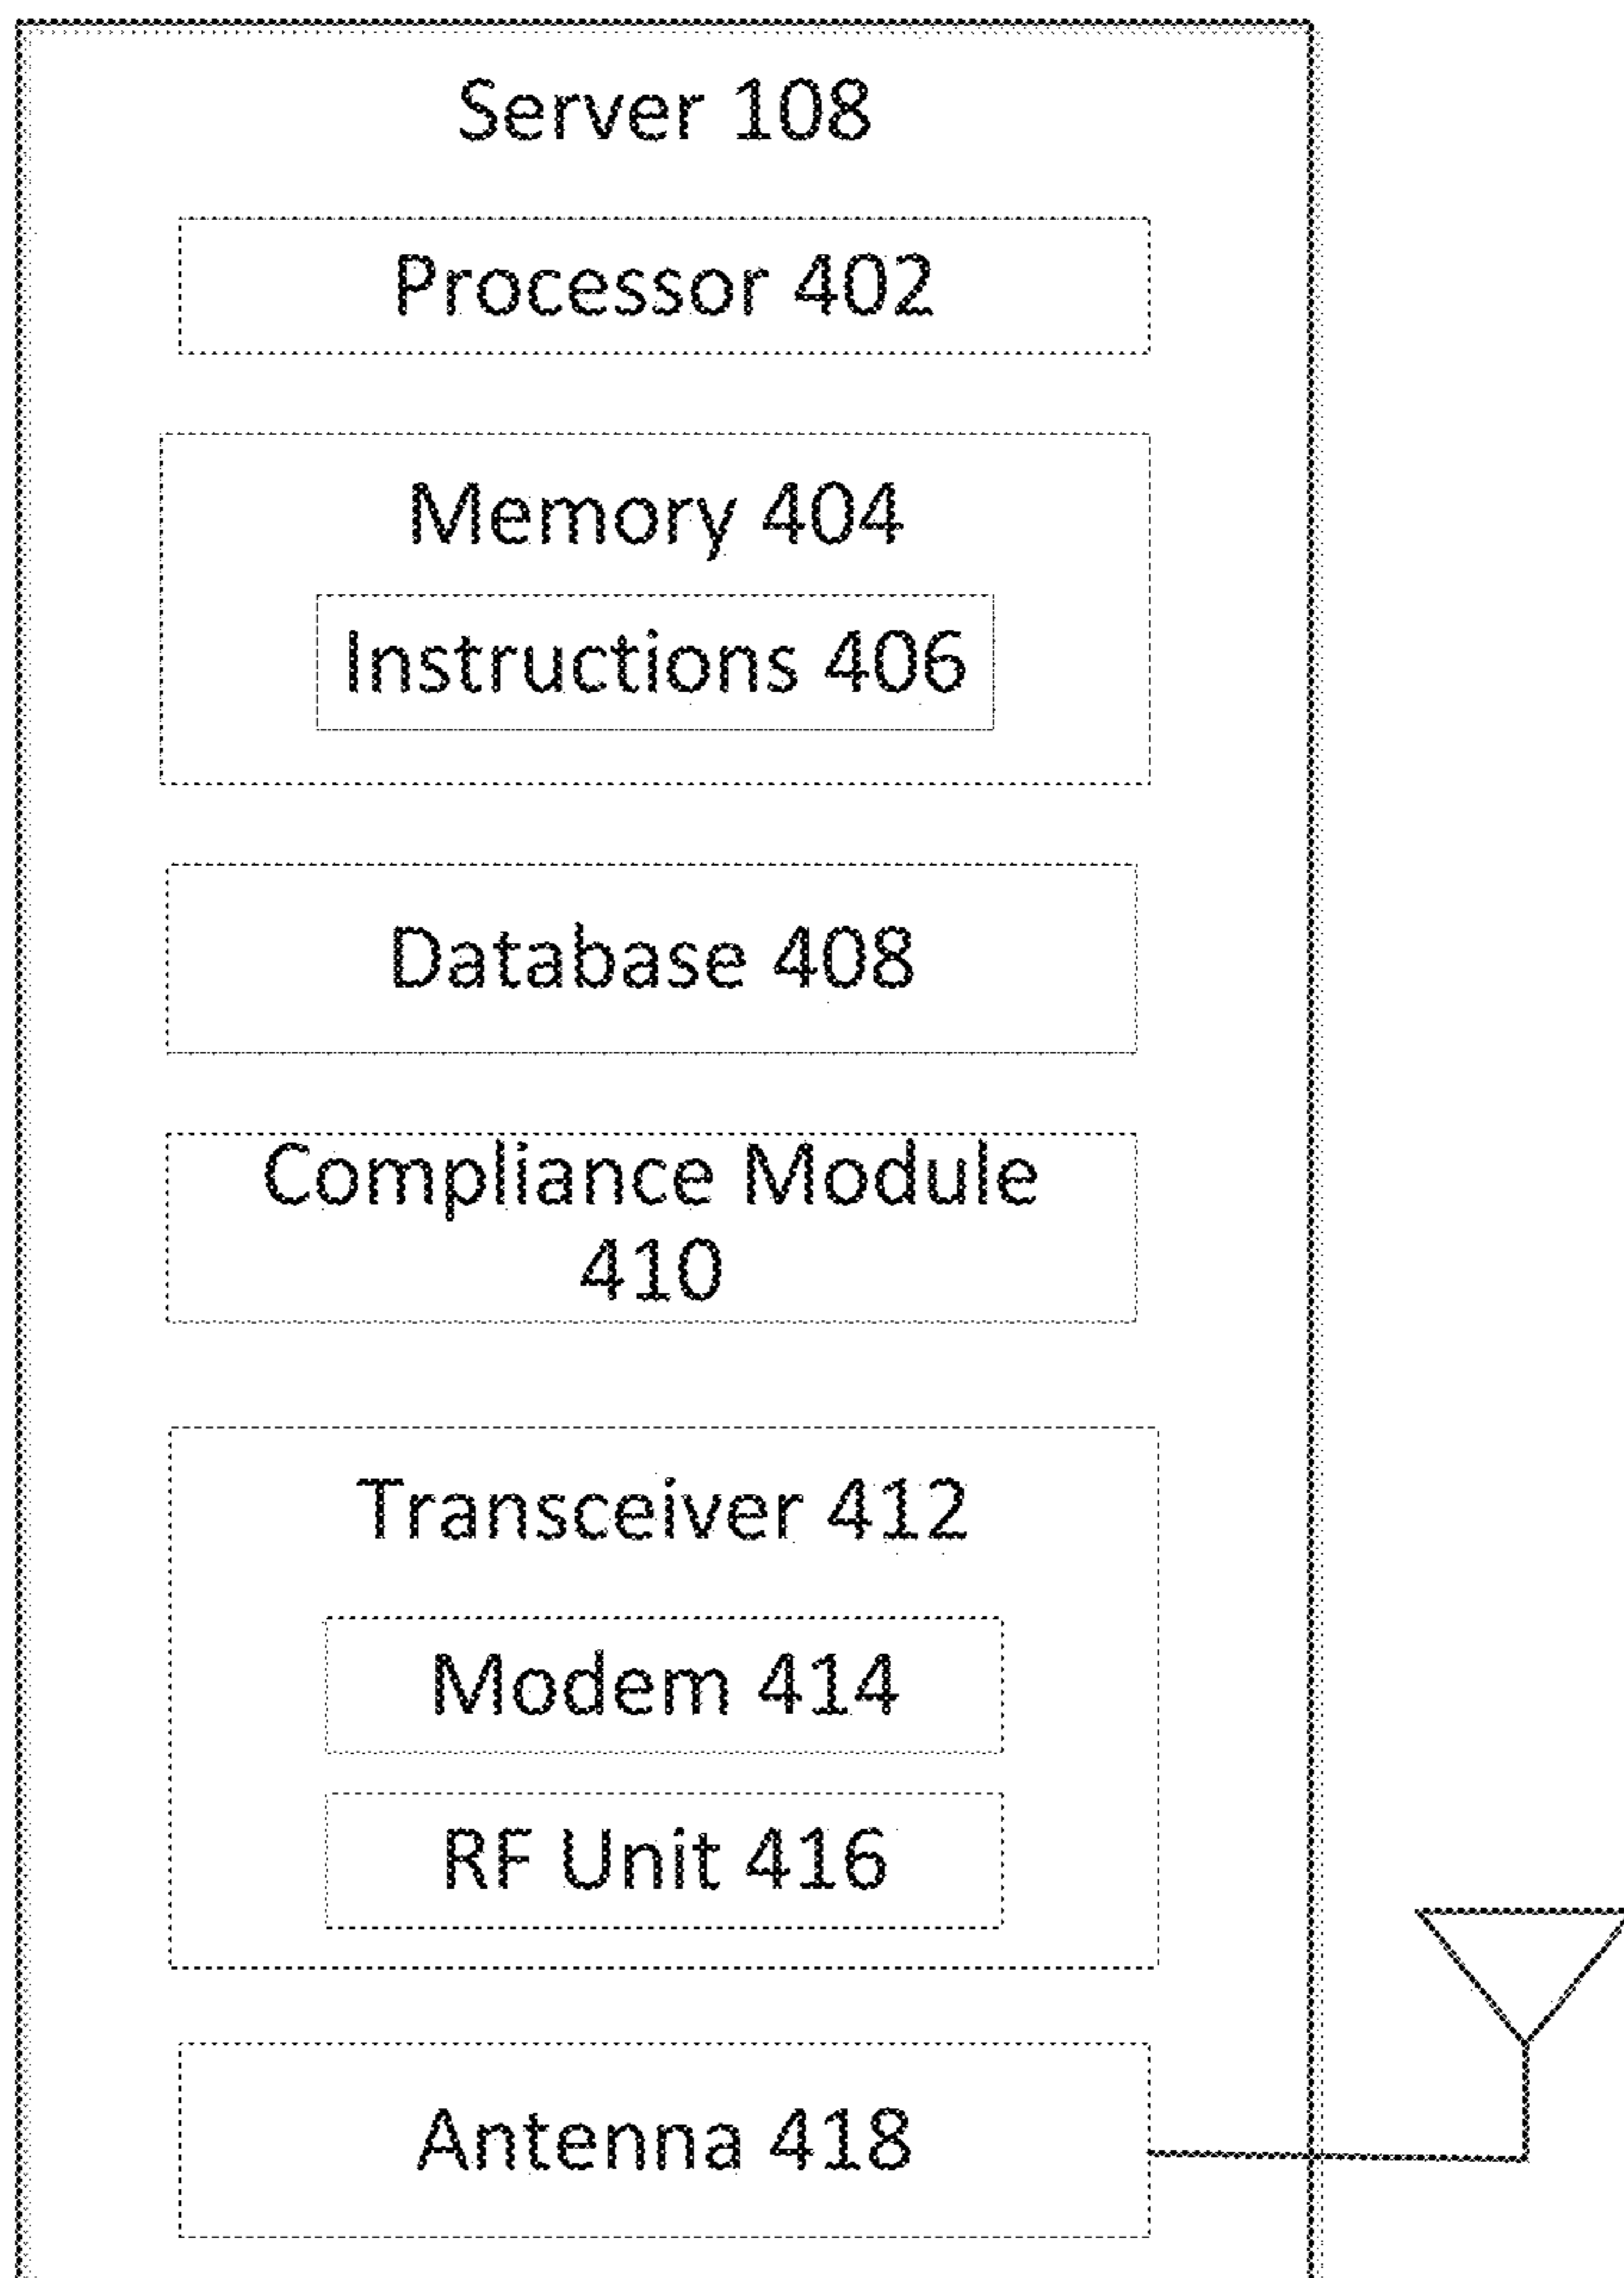 Server 108
Processor 402
Memory 404
Instructions 406
Database 408
Compliance Module
410
Transceiver 412
Modem 414
RF Unit 416
Antenna 418